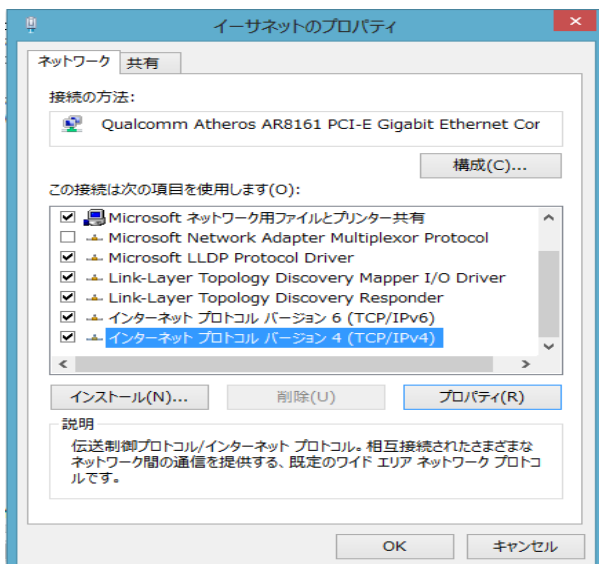 イーサネットのプロパティ
ネットワーク 共有
接続の方法:
Qualcomm Atheros AR8161 PCI-E Gigabit Ethernet Cor
構成(C)...
この接続は次の項目を使用します(O):
Microsoft ネットワーク用ファイルとプリンター共有
Microsoft Network Adapter Multiplexor Protocol
Microsoft LLDP Protocol Driver
Link-Layer Topology Discovery Mapper I/O Driver
Link-Layer Topology Discovery Responder
インターネット プロトコル バージョン 6 (TCP/IPv6)
インターネット プロトコル バージョン 4 (TCP/IPv4)
インストール(N)... 削除(U) プロパティ(R)
説明
伝送制御プロトコル/インターネット プロトコル。相互接続されたさまざまな
ネットワーク間の通信を提供する、既定のワイド エリア ネットワーク プロトコ
ルです。
OK キャンセル